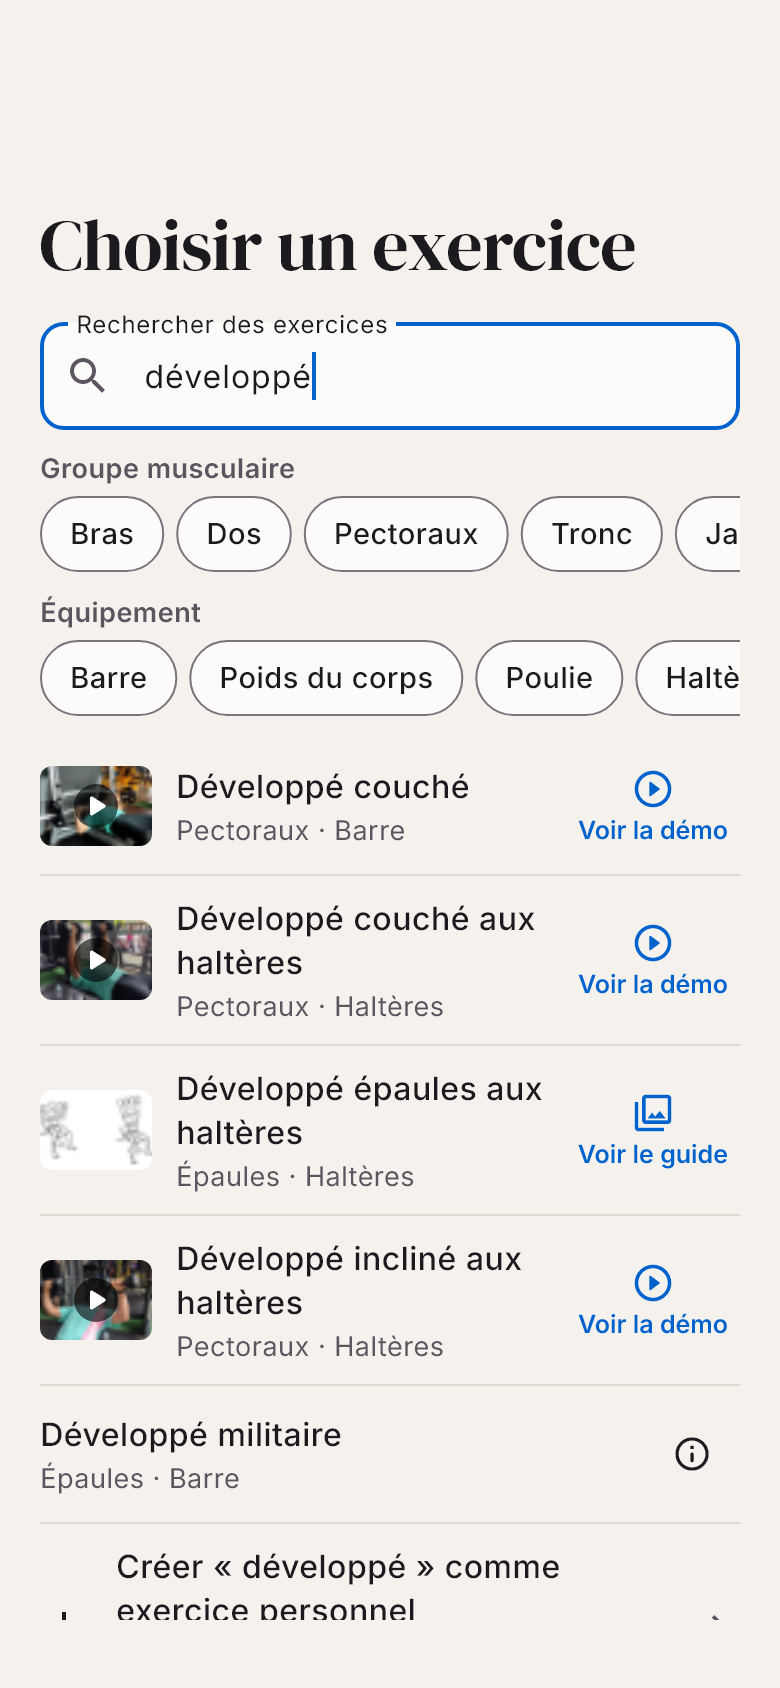 Choisir un exercice
Rechercher des exercices
développé
Groupe musculaire
Bras
Dos
Pectoraux
Tronc
Ja
Équipement
Barre
Poids du corps
Poulie
Haltè
Développé couché
Pectoraux · Barre
Voir la démo
Développé couché aux
haltères
Pectoraux · Haltères
Voir la démo
Développé épaules aux
haltères
Épaules · Haltères
Voir le guide
Développé incliné aux
haltères
Pectoraux · Haltères
Voir la démo
Développé militaire
Épaules · Barre
Créer « développé » comme
exercice personnel